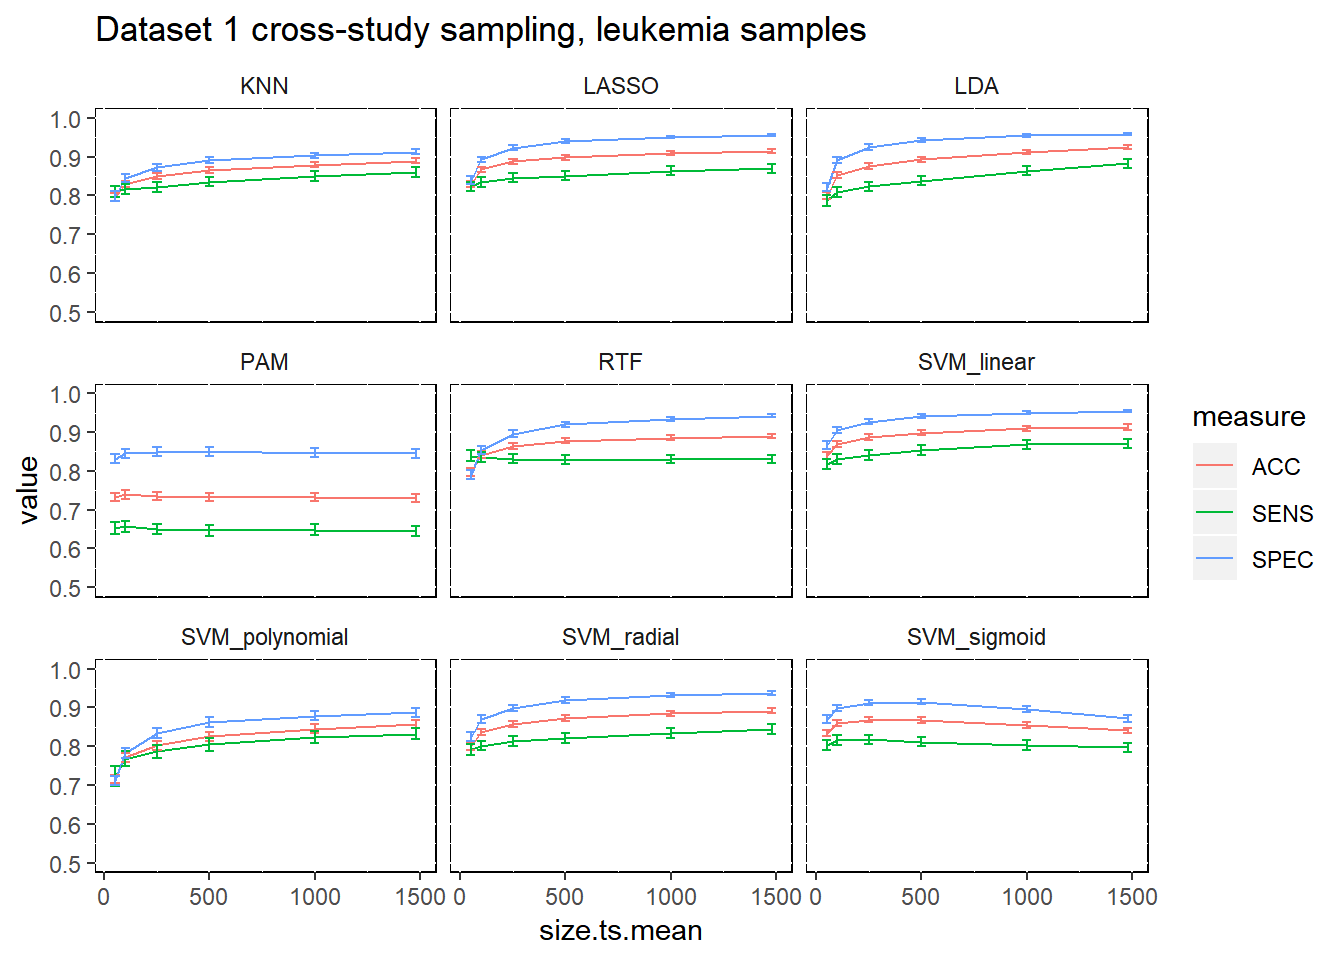 Dataset 1 cross-study sampling, leukemia samples
KNN
LASSO
LDA
1.0
0.9
0.8
0.7
0.6
0.5
PAM
RTF
SVM_linear
1.0
0.9
0.8
0.7
0.6
0.5
SVM_polynomial
SVM_radial
SVM_sigmoid
1.0
0.9
0.8
0.7
0.6
0.5
0 500 1000 1500
0 500 1000 1500
0 500 1000 1500
size.ts.mean
value
measure
ACC
SENS
SPEC